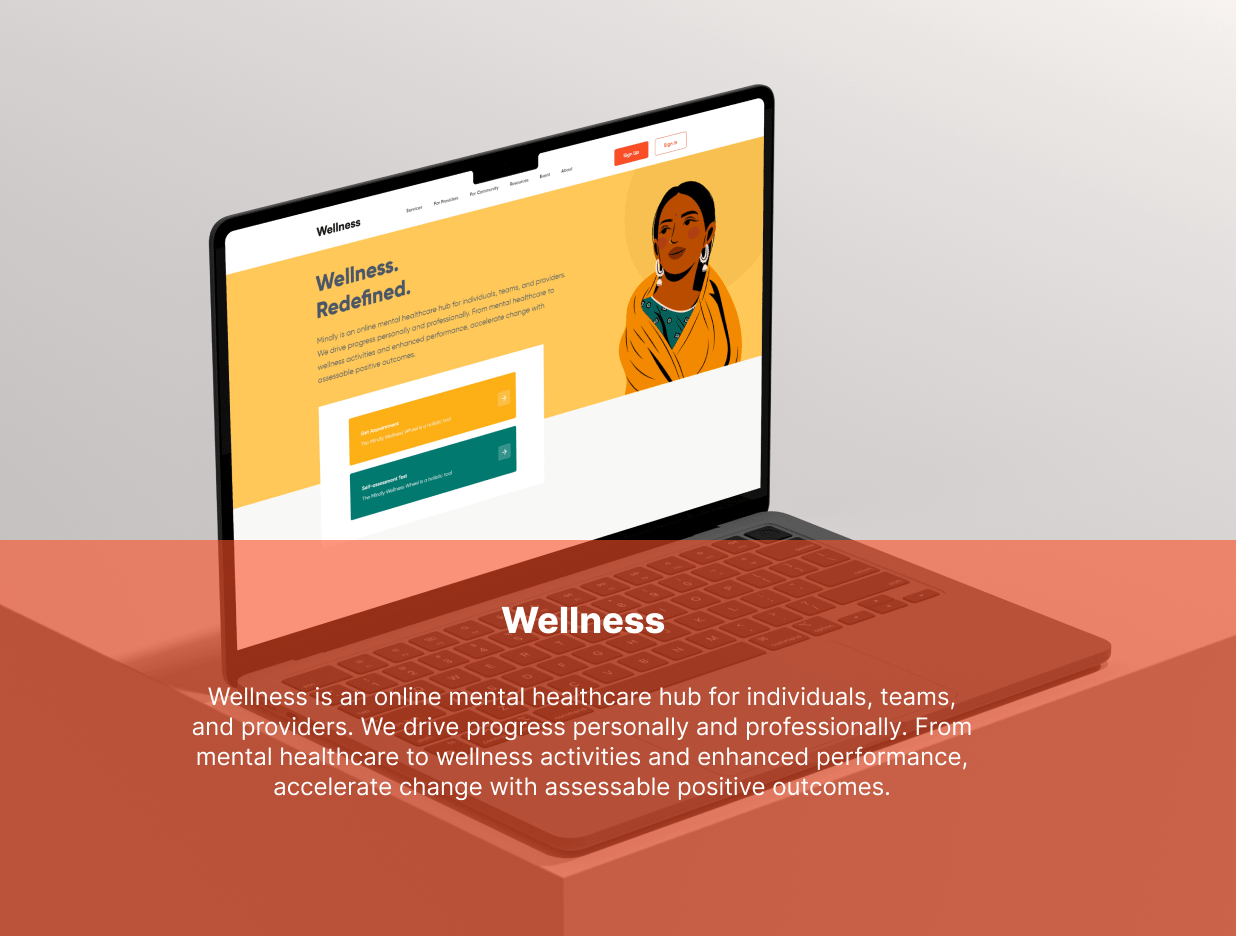 Sign Up
Sign In
Services
For Providers
For Community
Resources
Event
About
Wellness
Wellness.
Redefined.
Mindly is an online mental healthcare hub for individuals, teams, and providers.
We drive progress personally and professionally. From mental healthcare to
wellness activities and enhanced performance, accelerate change with
assessable positive outcomes.
Get Appointment
The Mindly Wellness Wheel is a holistic tool
Self-assessment Test
The Mindly Wellness Wheel is a holistic tool
Wellness
Wellness is an online mental healthcare hub for individuals, teams,
and providers. We drive progress personally and professionally. From
mental healthcare to wellness activities and enhanced performance,
accelerate change with assessable positive outcomes.